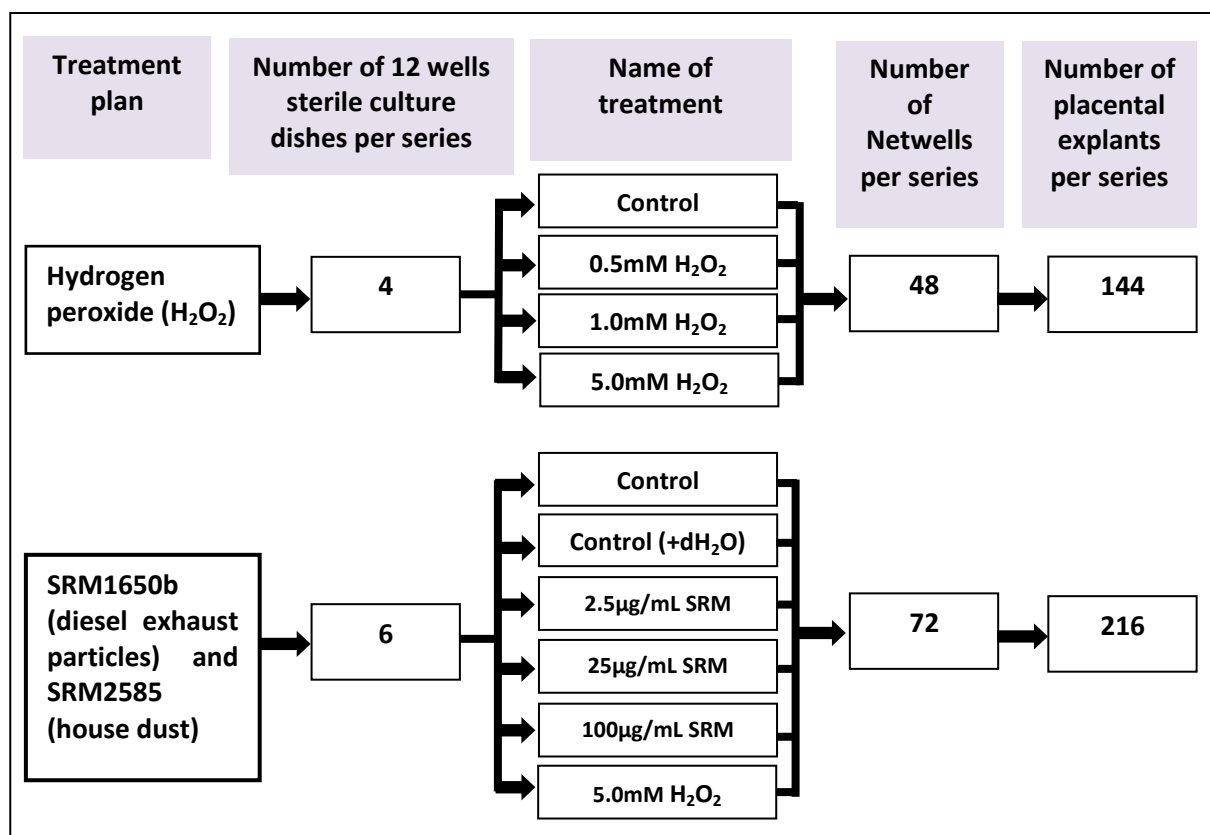 Treatment
plan
Number of 12 wells
sterile culture
dishes per series
Name of
treatment
Number
of
Netwells
per series
Number of
placental
explants
per series
Hydrogen
peroxide (H₂O₂)
4
Control
0.5mM H₂O₂
1.0mM H₂O₂
5.0mM H₂O₂
48
144
SRM1650b
(diesel exhaust
particles) and
SRM2585
(house dust)
6
Control
Control (+dH₂O)
2.5µg/mL SRM
25µg/mL SRM
100µg/mL SRM
5.0mM H₂O₂
72
216